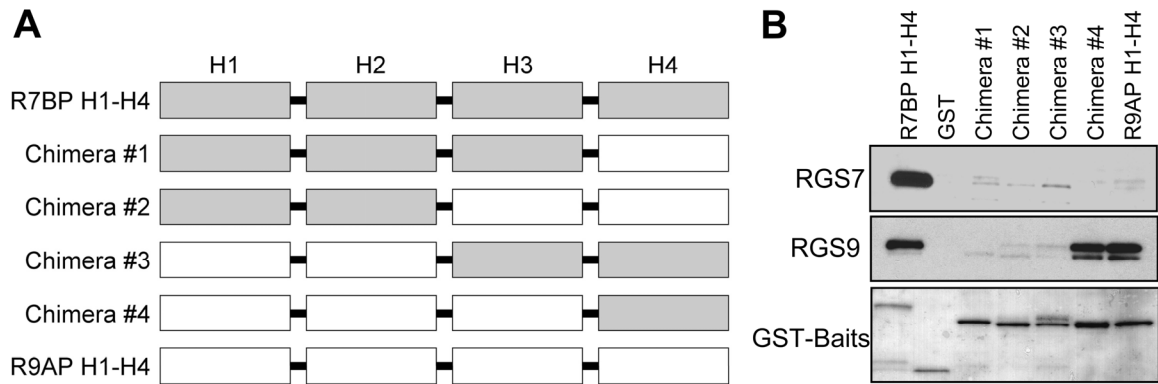 A
H1 H2 H3 H4
R7BP H1-H4
Chimera #1
Chimera #2
Chimera #3
Chimera #4
R9AP H1-H4
B
R7BP H1-H4
GST
Chimera #1
Chimera #2
Chimera #3
Chimera #4
R9AP H1-H4
RGS7
RGS9
GST-Baits